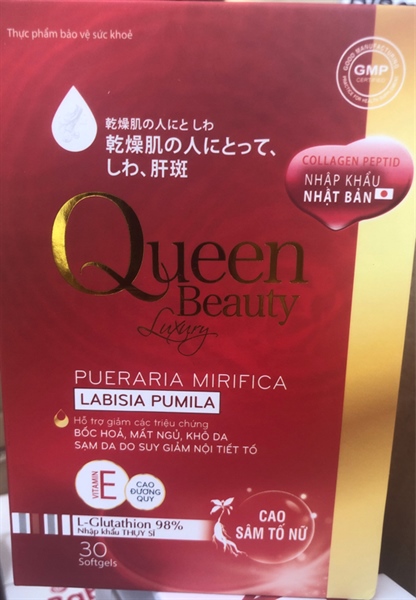 Thực phẩm bảo vệ sức khoẻ
GOOD MANUFACTURING
GMP
CERTIFIED
乾燥肌の人にと しわ
乾燥肌の人にとって、
しわ、肝斑
COLLAGEN PEPTID
NHẬP KHẨU
NHẬT BẢN
Queen
Beauty
Luxury
PUERARIA MIRIFICA
LABISIA PUMILA
Hỗ trợ giảm các triệu chứng
BỐC HOẢ, MẤT NGỦ, KHÔ DA
SẠM DA DO SUY GIẢM NỘI TIẾT TỐ
VITAMIN
E
CAO
ĐƯƠNG
QUY
L-Glutathion 98%
Nhập khẩu THỤY SĨ
CAO
SÂM TỐ NỮ
30
Softgels